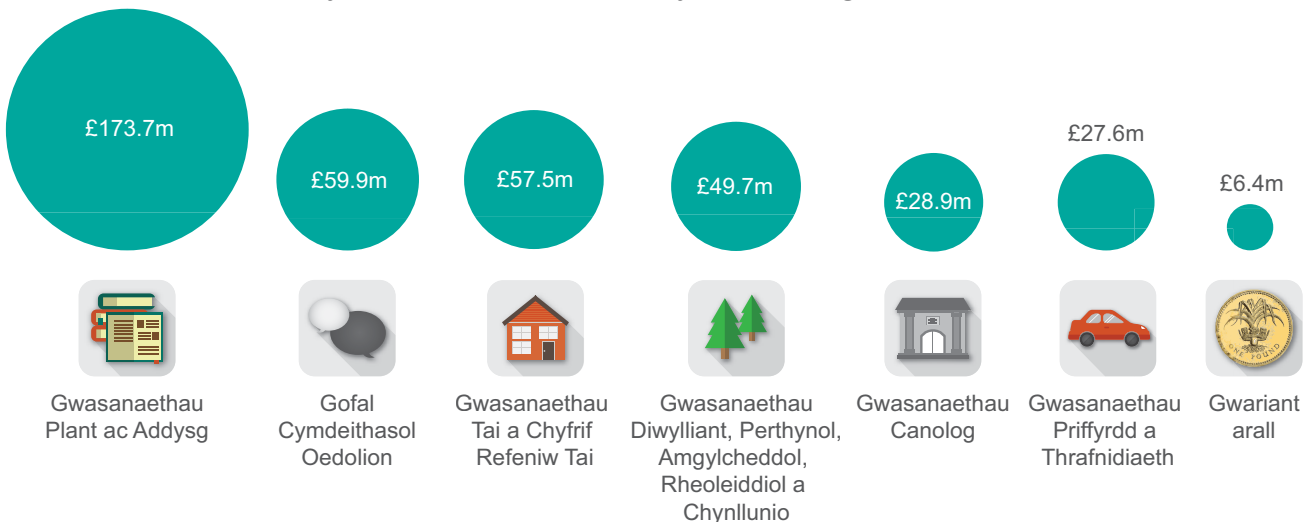 £173.7m
£59.9m
£57.5m
£49.7m
£28.9m
£27.6m
£6.4m
Gwasanaethau
Plant ac Addysg
Gofal
Cymdeithasol
Oedolion
Gwasanaethau
Tai a Chyfrif
Refeniw Tai
Gwasanaethau
Diwylliant, Perthynol,
Amgylcheddol,
Rheoleiddiol a
Chynllunio
Gwasanaethau
Canolog
Gwasanaethau
Priffyrdd a
Thrafnidiaeth
ONE POUND
Gwariant
arall